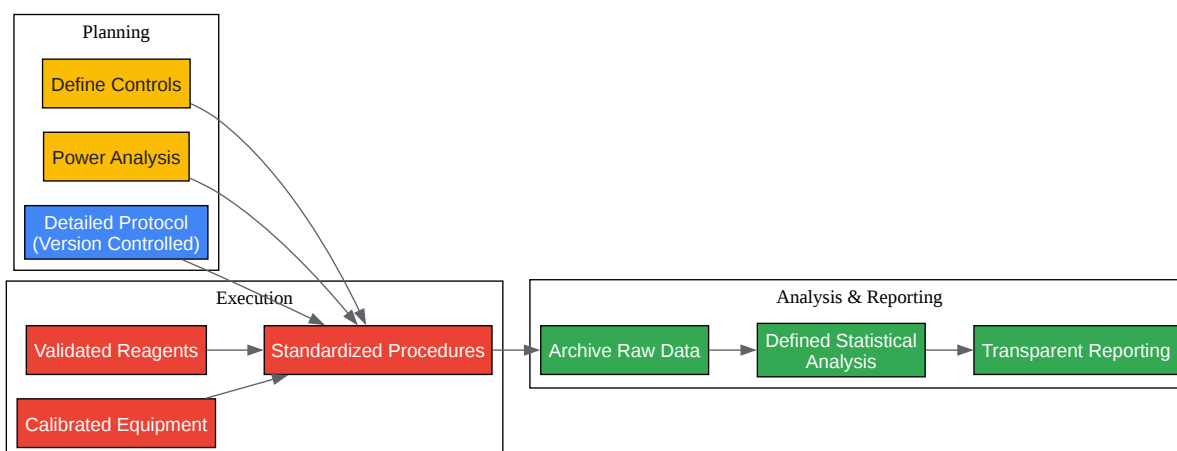 Planning
Define Controls
Power Analysis
Detailed Protocol
(Version Controlled)
Execution
Validated Reagents
Standardized Procedures
Calibrated Equipment
Analysis & Reporting
Archive Raw Data
Defined Statistical
Analysis
Transparent Reporting